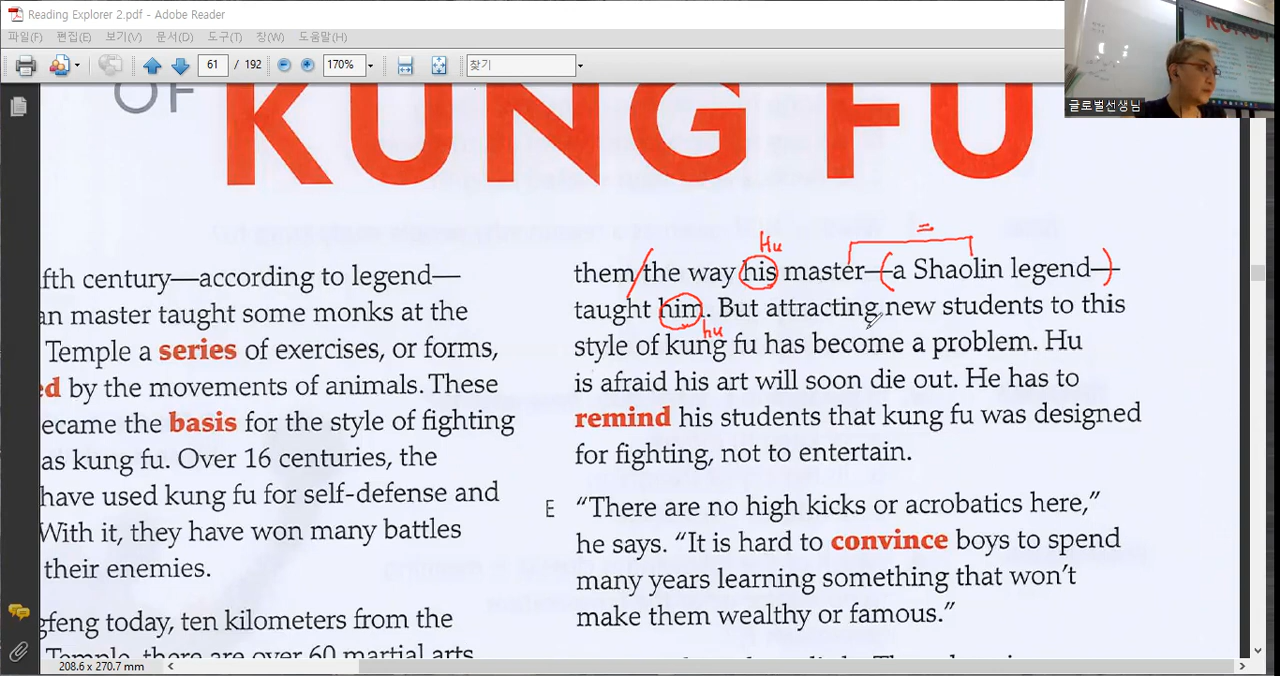 Reading Explorer 2.pdf - Adobe Reader
파일(F) 편집(E) 보기(V) 문서(D) 도구(T) 창(W) 도움말(H)
61 / 192 170% 찾기
글로벌선생님
OF KUNG FU
fth century—according to legend—
an master taught some monks at the
Temple a series of exercises, or forms,
ed by the movements of animals. These
ecame the basis for the style of fighting
as kung fu. Over 16 centuries, the
have used kung fu for self-defense and
With it, they have won many battles
their enemies.
gfeng today, ten kilometers from the
Temple, there are over 60 martial arts
Hu =
them the way his master—a Shaolin legend—
taught him. But attracting new students to this
hu
style of kung fu has become a problem. Hu
is afraid his art will soon die out. He has to
remind his students that kung fu was designed
for fighting, not to entertain.
E "There are no high kicks or acrobatics here,"
he says. "It is hard to convince boys to spend
many years learning something that won't
make them wealthy or famous."
208.6 x 270.7 mm